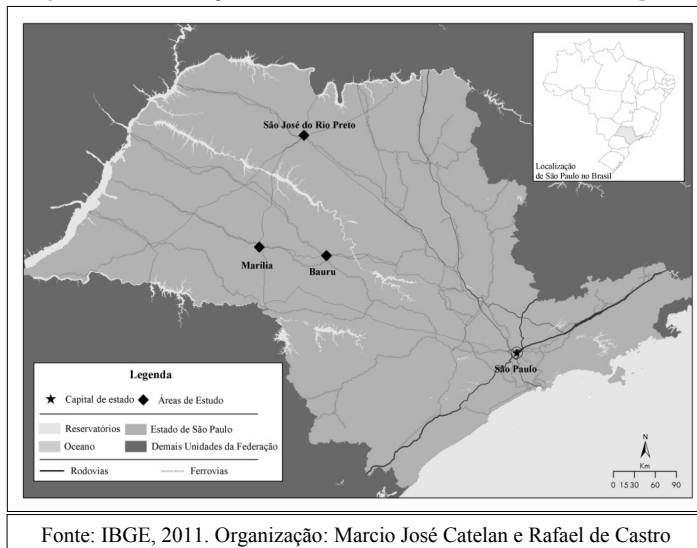 São José do Rio Preto
Marília
Bauru
São Paulo
Localização
de São Paulo no Brasil
Legenda
Capital de estado
Áreas de Estudo
Reservatórios
Estado de São Paulo
Oceano
Demais Unidades da Federação
Rodovias
Ferrovias
N
Km
0 15 30 60 90
Fonte: IBGE, 2011. Organização: Marcio José Catelan e Rafael de Castro